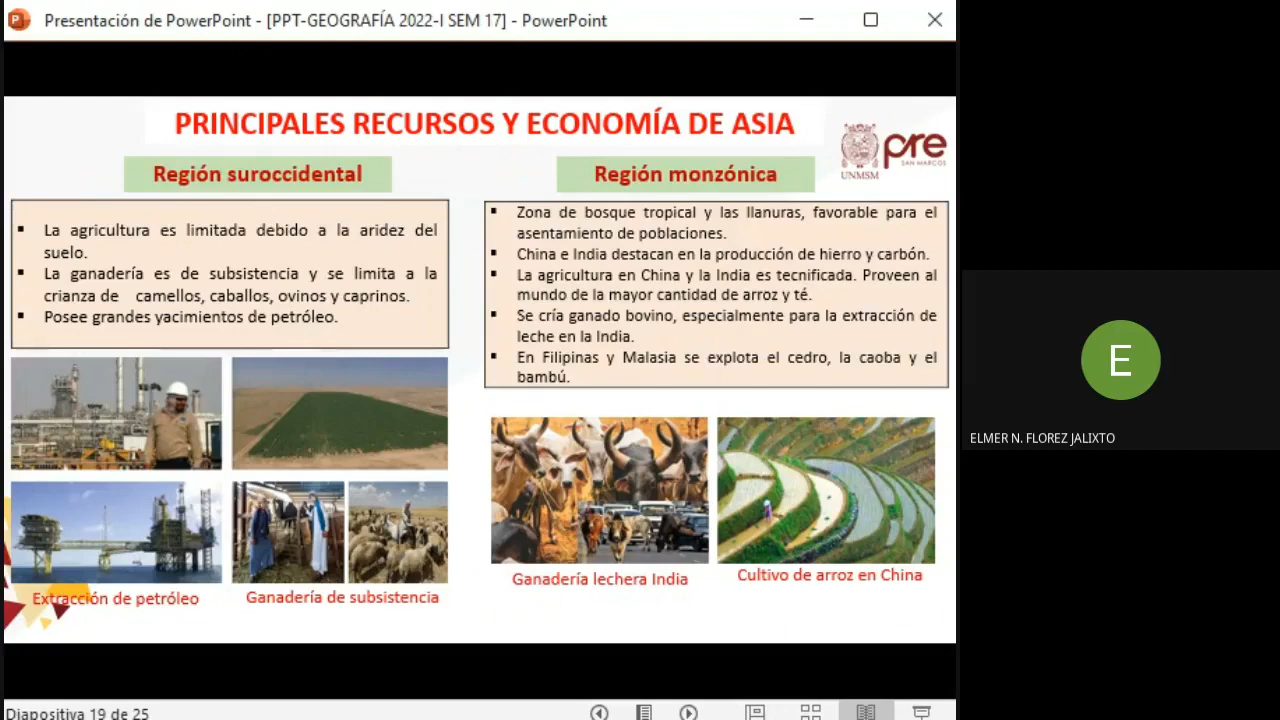 Presentación de PowerPoint - [PPT-GEOGRAFÍA 2022-I SEM 17] - PowerPoint
PRINCIPALES RECURSOS Y ECONOMÍA DE ASIA
UNMSM
pre
SAN MARCOS
Región suroccidental
▪ La agricultura es limitada debido a la aridez del
suelo.
▪ La ganadería es de subsistencia y se limita a la
crianza de camellos, caballos, ovinos y caprinos.
▪ Posee grandes yacimientos de petróleo.
Extracción de petróleo
Ganadería de subsistencia
Región monzónica
▪ Zona de bosque tropical y las llanuras, favorable para el
asentamiento de poblaciones.
▪ China e India destacan en la producción de hierro y carbón.
▪ La agricultura en China y la India es tecnificada. Proveen al
mundo de la mayor cantidad de arroz y té.
▪ Se cría ganado bovino, especialmente para la extracción de
leche en la India.
▪ En Filipinas y Malasia se explota el cedro, la caoba y el
bambú.
Ganadería lechera India
Cultivo de arroz en China
E
ELMER N. FLOREZ JALIXTO
Diapositiva 19 de 25